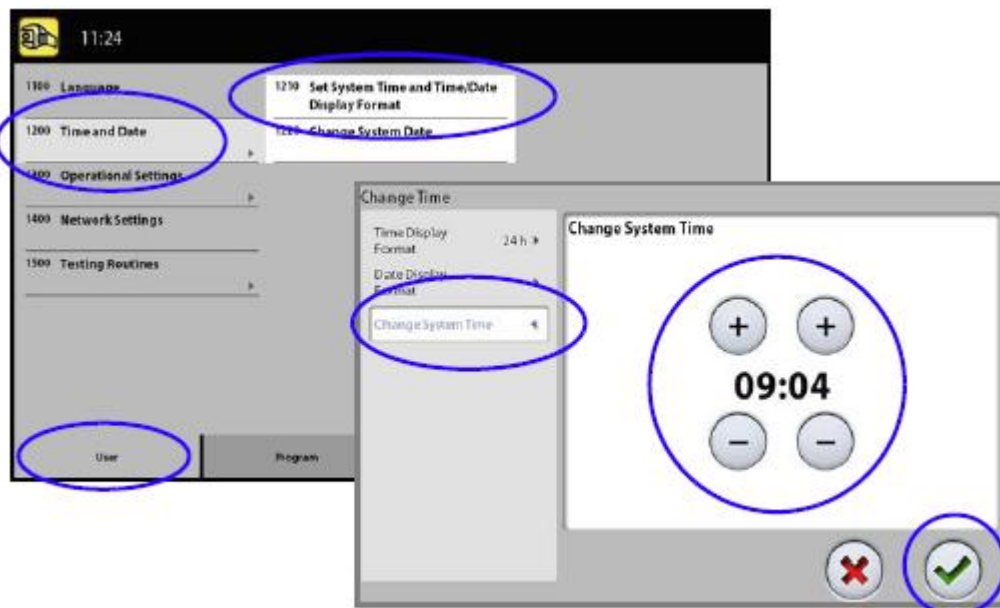 11:24
1100 Language
1200 Time and Date
1300 Operational Settings
1400 Network Settings
1500 Testing Routines
1210 Set System Time and Time/Date
Display Format
1220 Change System Date
User
Program
Change Time
Time Display
Format
24 h
Date Display
Format
Change System Time
Change System Time
+ +
09:04
− −